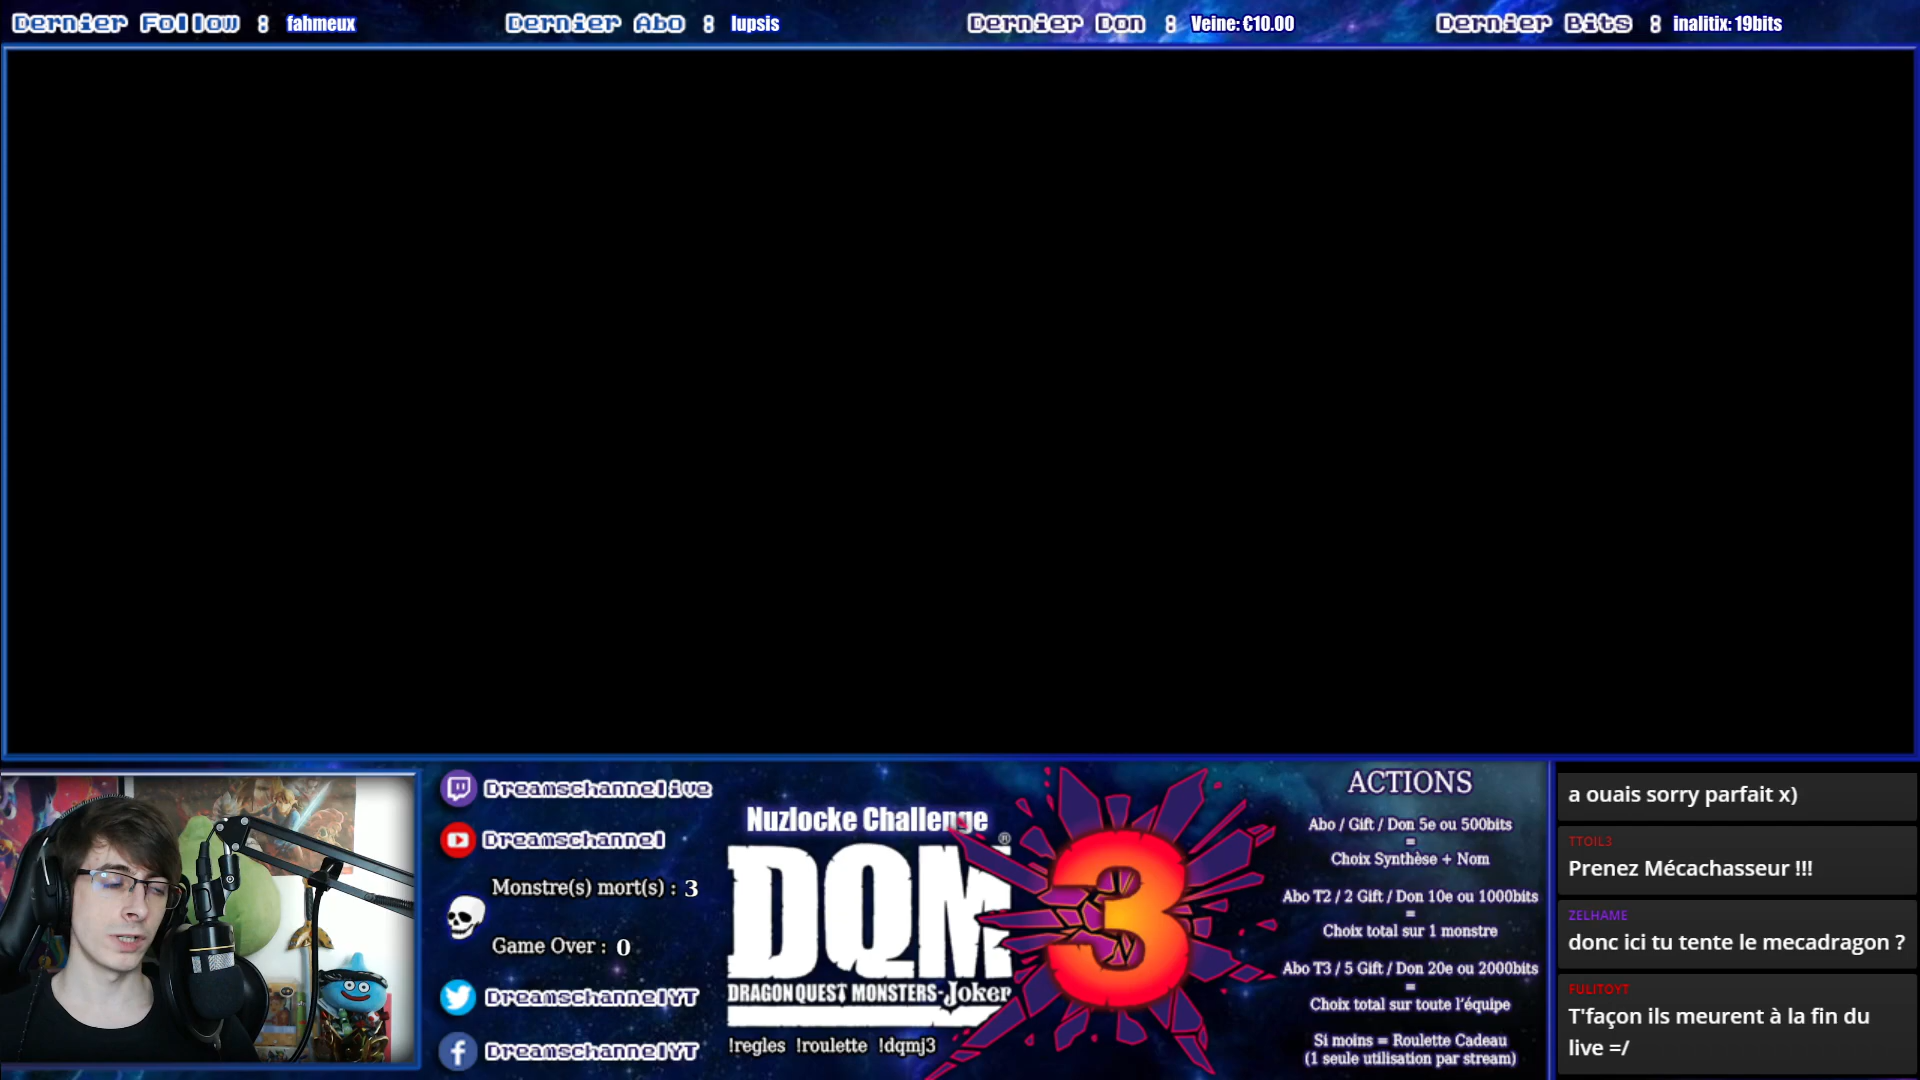 Dernier Follow : fahmeux
Dernier Abo : lupsis
Dernier Don : Veine: €10.00
Dernier Bits : inalitix: 19bits
Dreamschannelive
Dreamschannel
Monstre(s) mort(s) : 3
Game Over : 0
DreamschannelYT
DreamschannelYT
Nuzlocke Challenge
DQM®
3
DRAGON QUEST MONSTERS-Joker
!regles !roulette !dqmj3
ACTIONS
Abo / Gift / Don 5e ou 500bits
=
Choix Synthèse + Nom
Abo T2 / 2 Gift / Don 10e ou 1000bits
=
Choix total sur 1 monstre
Abo T3 / 5 Gift / Don 20e ou 2000bits
=
Choix total sur toute l'équipe
Si moins = Roulette Cadeau
(1 seule utilisation par stream)
a ouais sorry parfait x)
TTOIL3
Prenez Mécachasseur !!!
ZELHAME
donc ici tu tente le mecadragon ?
FULITOYT
T'façon ils meurent à la fin du
live =/